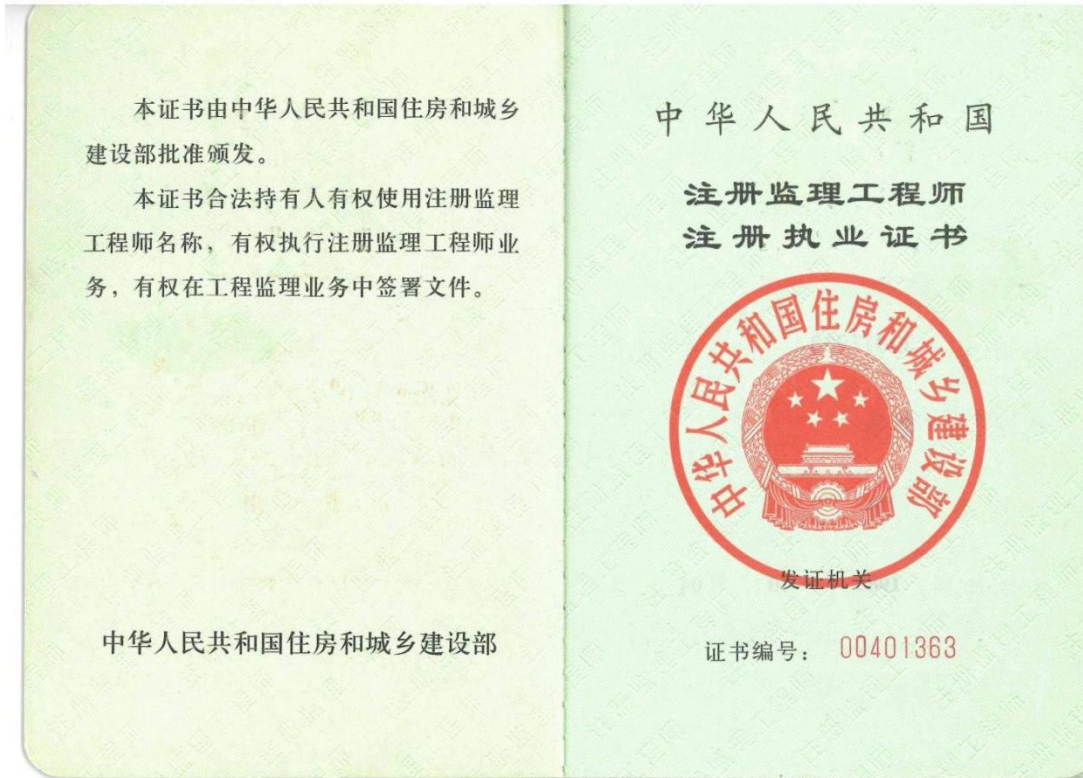 本证书由中华人民共和国住房和城乡
建设部批准颁发。
本证书合法持有人有权使用注册监理
工程师名称，有权执行注册监理工程师业
务，有权在工程监理业务中签署文件。
中华人民共和国住房和城乡建设部
中华人民共和国
注册监理工程师
注册执业证书
中华人民共和国住房和城乡建设部
发证机关
证书编号：00401363